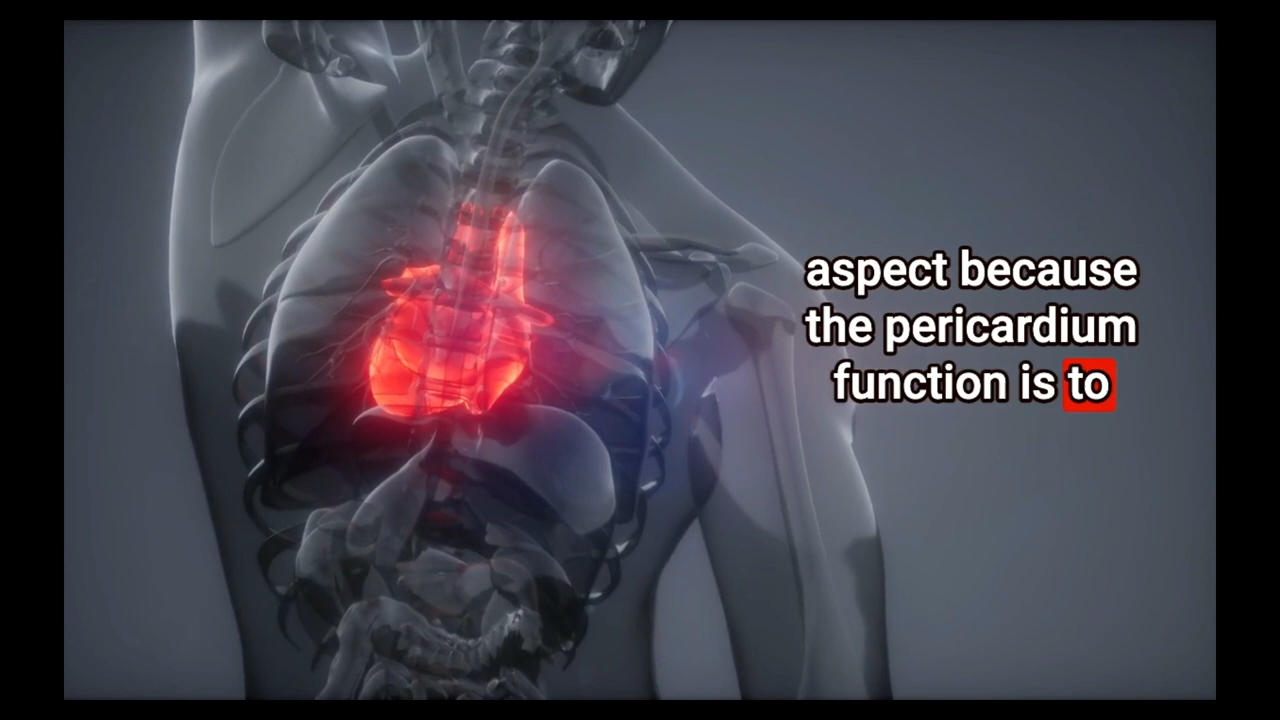 aspect because
the pericardium
function is to